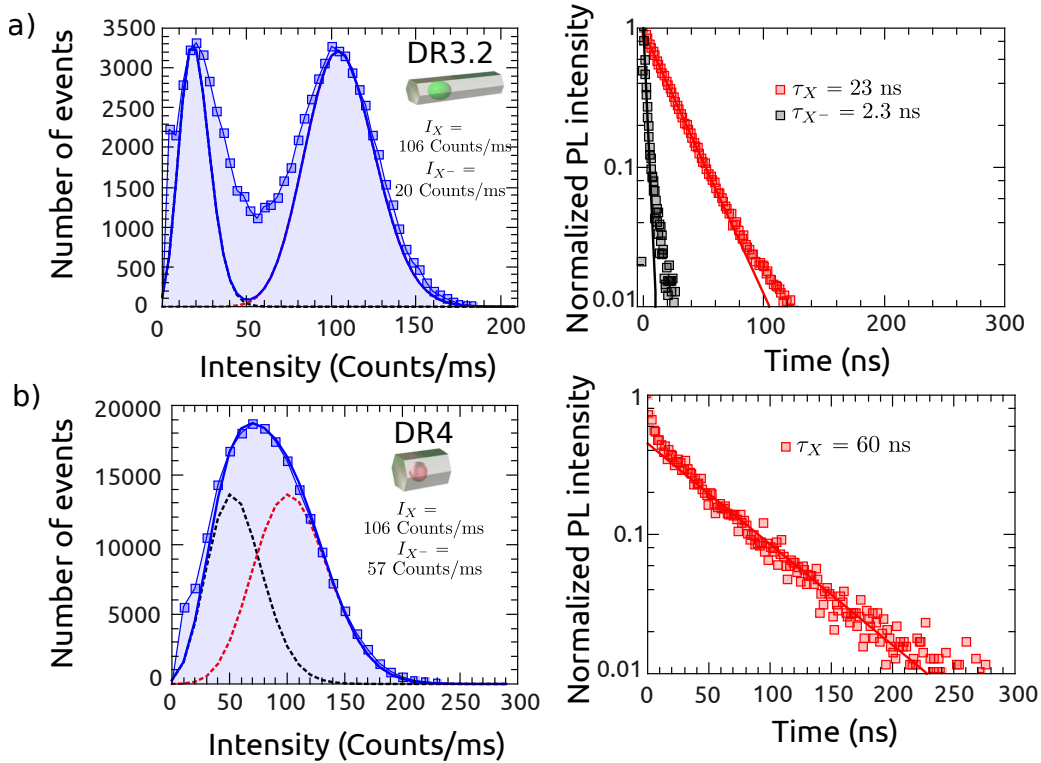 a)
Number of events
3500
3000
2500
2000
1500
1000
500
0
0
50
100
150
200
Intensity (Counts/ms)
DR3.2
I_X =
106 Counts/ms
I_X− =
20 Counts/ms
Normalized PL intensity
1
0.1
0.01
0
100
200
300
Time (ns)
τ_X = 23 ns
τ_X− = 2.3 ns
b)
Number of events
20000
15000
10000
5000
0
0
50
100
150
200
250
300
Intensity (Counts/ms)
DR4
I_X =
106 Counts/ms
I_X− =
57 Counts/ms
Normalized PL intensity
1
0.1
0.01
0
50
100
150
200
250
300
Time (ns)
τ_X = 60 ns